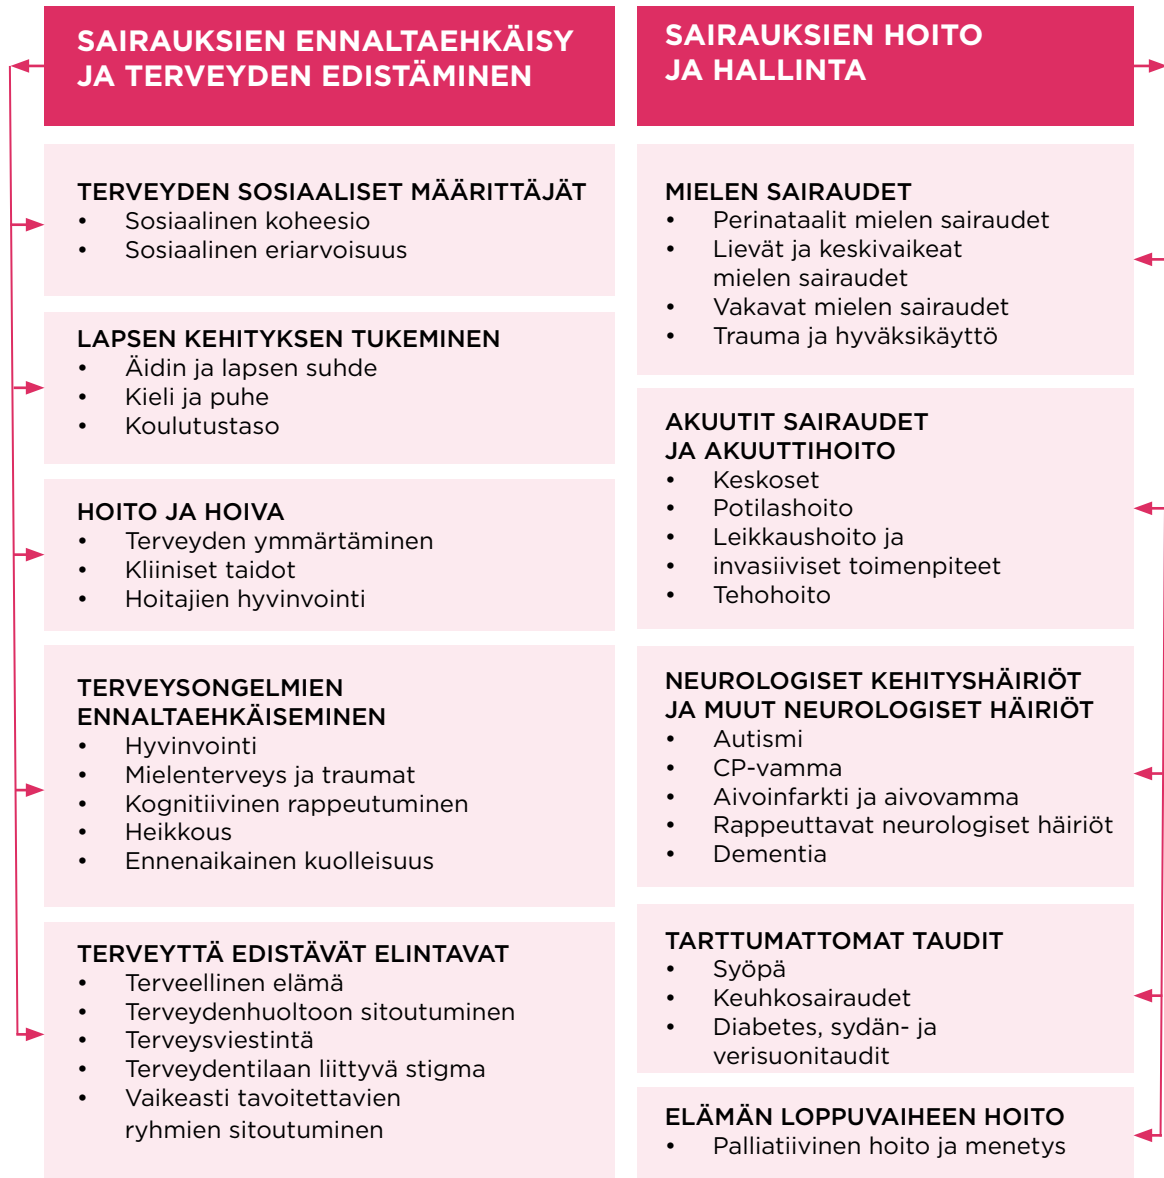 SAIRAUKSIEN ENNALTAEHKÄISY
JA TERVEYDEN EDISTÄMINEN
TERVEYDEN SOSIAALISET MÄÄRITTÄJÄT
• Sosiaalinen koheesio
• Sosiaalinen eriarvoisuus
LAPSEN KEHITYKSEN TUKEMINEN
• Äidin ja lapsen suhde
• Kieli ja puhe
• Koulutustaso
HOITO JA HOIVA
• Terveyden ymmärtäminen
• Kliiniset taidot
• Hoitajien hyvinvointi
TERVEYSONGELMIEN
ENNALTAEHKÄISEMINEN
• Hyvinvointi
• Mielenterveys ja traumat
• Kognitiivinen rappeutuminen
• Heikkous
• Ennenaikainen kuolleisuus
TERVEYTTÄ EDISTÄVÄT ELINTAVAT
• Terveellinen elämä
• Terveydenhuoltoon sitoutuminen
• Terveysviestintä
• Terveydentilaan liittyvä stigma
• Vaikeasti tavoitettavien
ryhmien sitoutuminen
SAIRAUKSIEN HOITO
JA HALLINTA
MIELEN SAIRAUDET
• Perinataalit mielen sairaudet
• Lievät ja keskivaikeat
mielen sairaudet
• Vakavat mielen sairaudet
• Trauma ja hyväksikäyttö
AKUUTIT SAIRAUDET
JA AKUUTTIHOITO
• Keskoset
• Potilashoito
• Leikkaushoito ja
• invasiiviset toimenpiteet
• Tehohoito
NEUROLOGISET KEHITYSHÄIRIÖT
JA MUUT NEUROLOGISET HÄIRIÖT
• Autismi
• CP-vamma
• Aivoinfarkti ja aivovamma
• Rappeuttavat neurologiset häiriöt
• Dementia
TARTTUMATTOMAT TAUDIT
• Syöpä
• Keuhkosairaudet
• Diabetes, sydän- ja
verisuonitaudit
ELÄMÄN LOPPUVAIHEEN HOITO
• Palliatiivinen hoito ja menetys